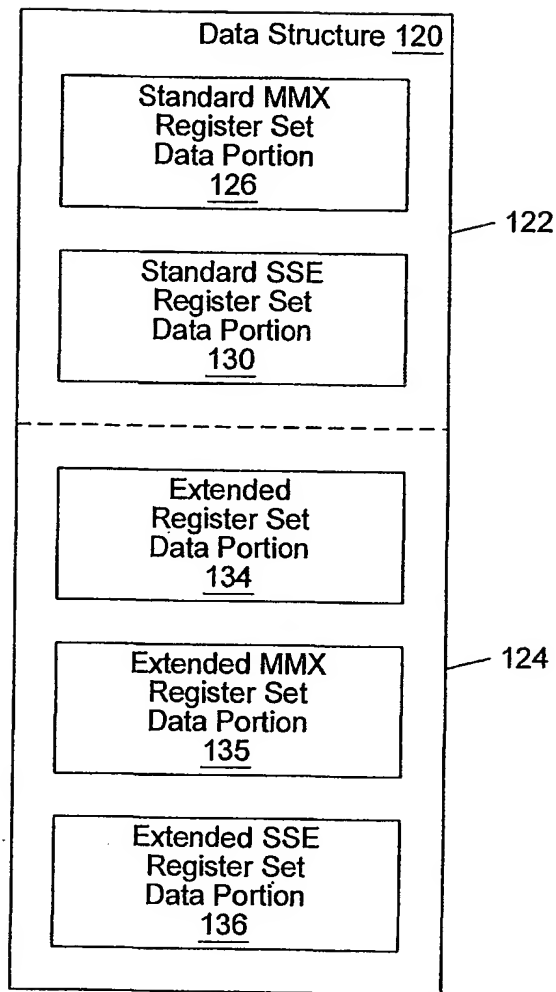 Data Structure 120
Standard MMX
Register Set
Data Portion
126
122
Standard SSE
Register Set
Data Portion
130
Extended
Register Set
Data Portion
134
Extended MMX
Register Set
Data Portion
135
124
Extended SSE
Register Set
Data Portion
136